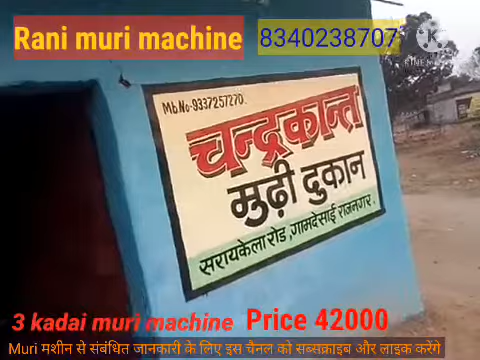 Rani muri machine 8340238707
KINEM
Mb.No-9337257270
चन्द्रकान्त
मुढ़ी दुकान
सरायकेला रोड, गामदेसाई राजनगर.
3 kadai muri machine Price 42000
Muri मशीन से संबंधित जानकारी के लिए इस चैनल को सब्सक्राइब और लाइक करेंगे